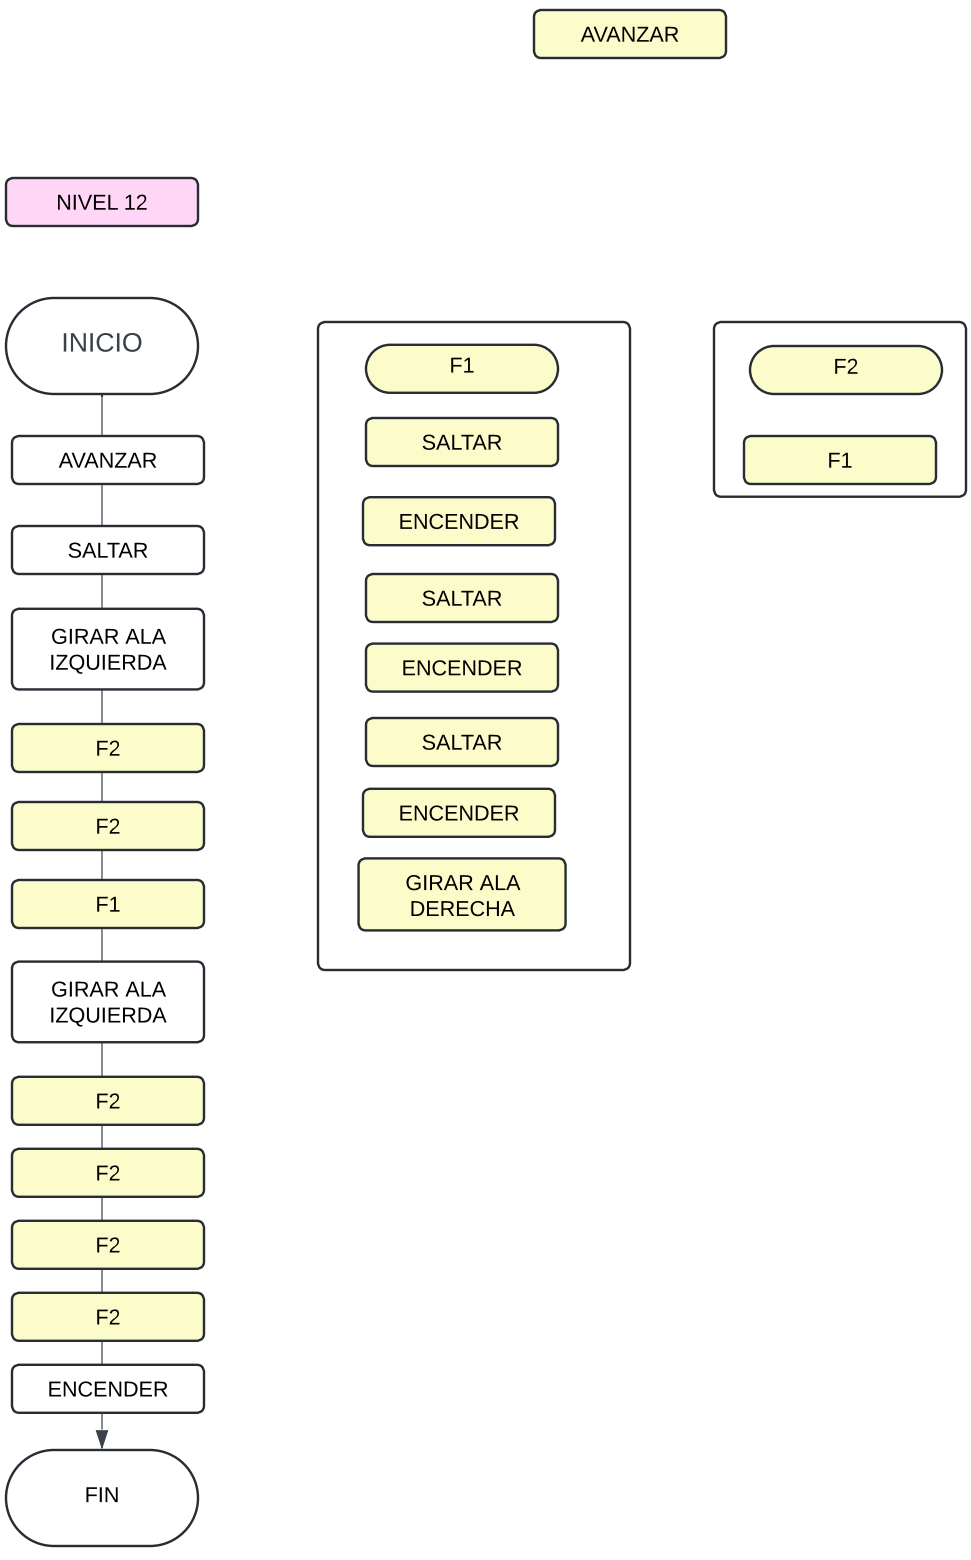 AVANZAR
NIVEL 12
INICIO
AVANZAR
SALTAR
GIRAR ALA
IZQUIERDA
F2
F2
F1
GIRAR ALA
IZQUIERDA
F2
F2
F2
F2
ENCENDER
FIN
F1
SALTAR
ENCENDER
SALTAR
ENCENDER
SALTAR
ENCENDER
GIRAR ALA
DERECHA
F2
F1